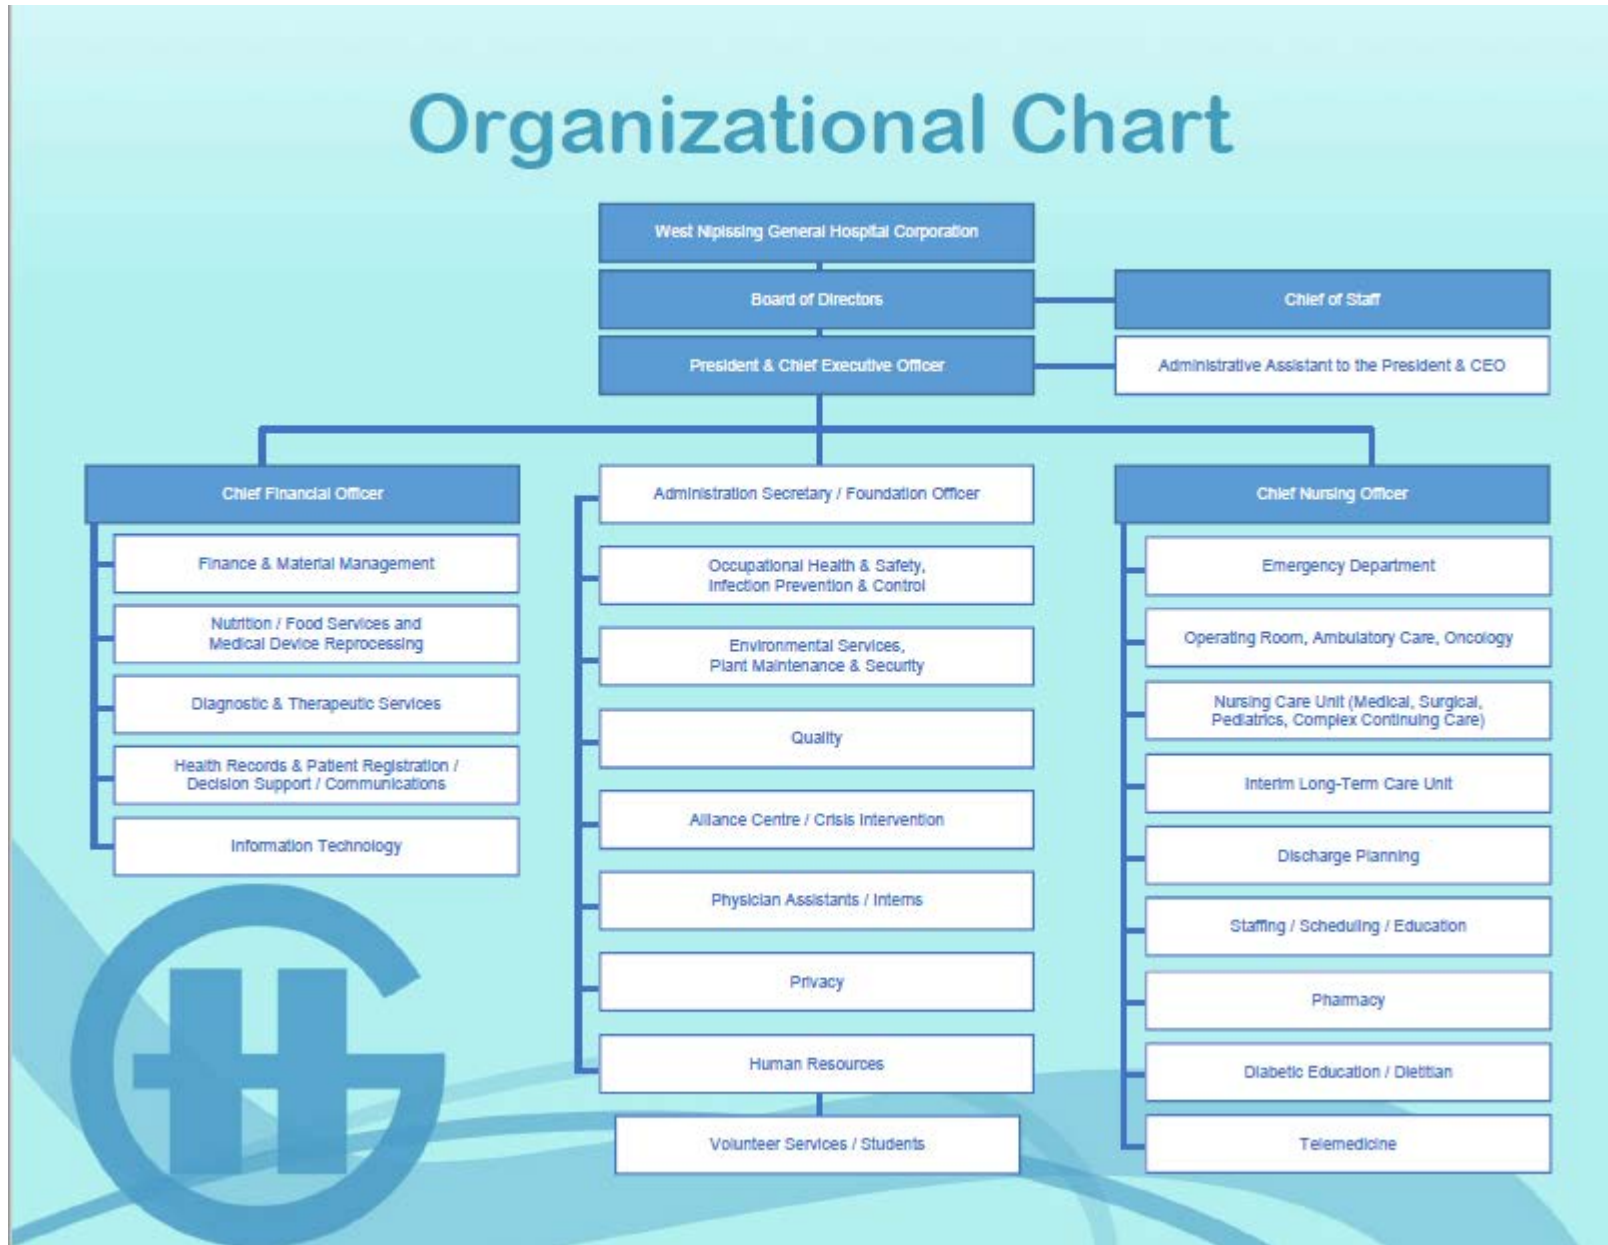 Organizational Chart
West Nipissing General Hospital Corporation
Board of Directors
Chief of Staff
President & Chief Executive Officer
Administrative Assistant to the President & CEO
Chief Financial Officer
Finance & Material Management
Nutrition / Food Services and
Medical Device Reprocessing
Diagnostic & Therapeutic Services
Health Records & Patient Registration /
Decision Support / Communications
Information Technology
Administration Secretary / Foundation Officer
Occupational Health & Safety,
Infection Prevention & Control
Environmental Services,
Plant Maintenance & Security
Quality
Alliance Centre / Crisis Intervention
Physician Assistants / Interns
Privacy
Human Resources
Volunteer Services / Students
Chief Nursing Officer
Emergency Department
Operating Room, Ambulatory Care, Oncology
Nursing Care Unit (Medical, Surgical,
Pediatrics, Complex Continuing Care)
Interim Long-Term Care Unit
Discharge Planning
Staffing / Scheduling / Education
Pharmacy
Diabetic Education / Dietitian
Telemedicine
GH